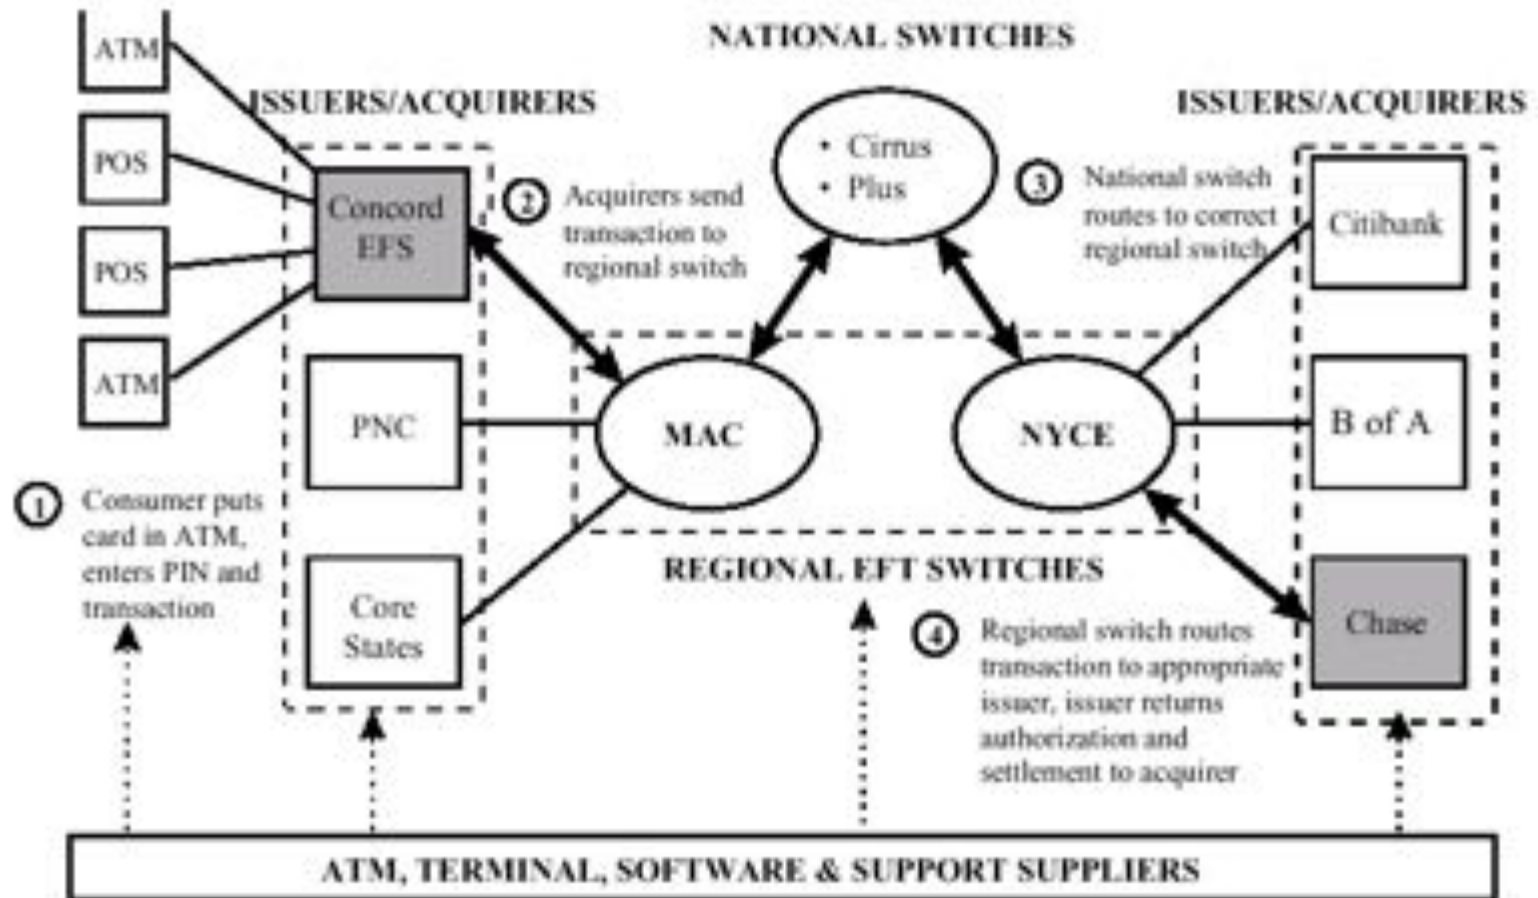 NATIONAL SWITCHES
ATM
ISSUERS/ACQUIRERS
ISSUERS/ACQUIRERS
POS
POS
ATM
Concord
EFS
PNC
Core
States
① Consumer puts
card in ATM,
enters PIN and
transaction
② Acquirers send
transaction to
regional switch
• Cirrus
• Plus
③ National switch
routes to correct
regional switch
MAC
NYCE
REGIONAL EFT SWITCHES
④ Regional switch routes
transaction to appropriate
issuer, issuer returns
authorization and
settlement to acquirer
Citibank
B of A
Chase
ATM, TERMINAL, SOFTWARE & SUPPORT SUPPLIERS